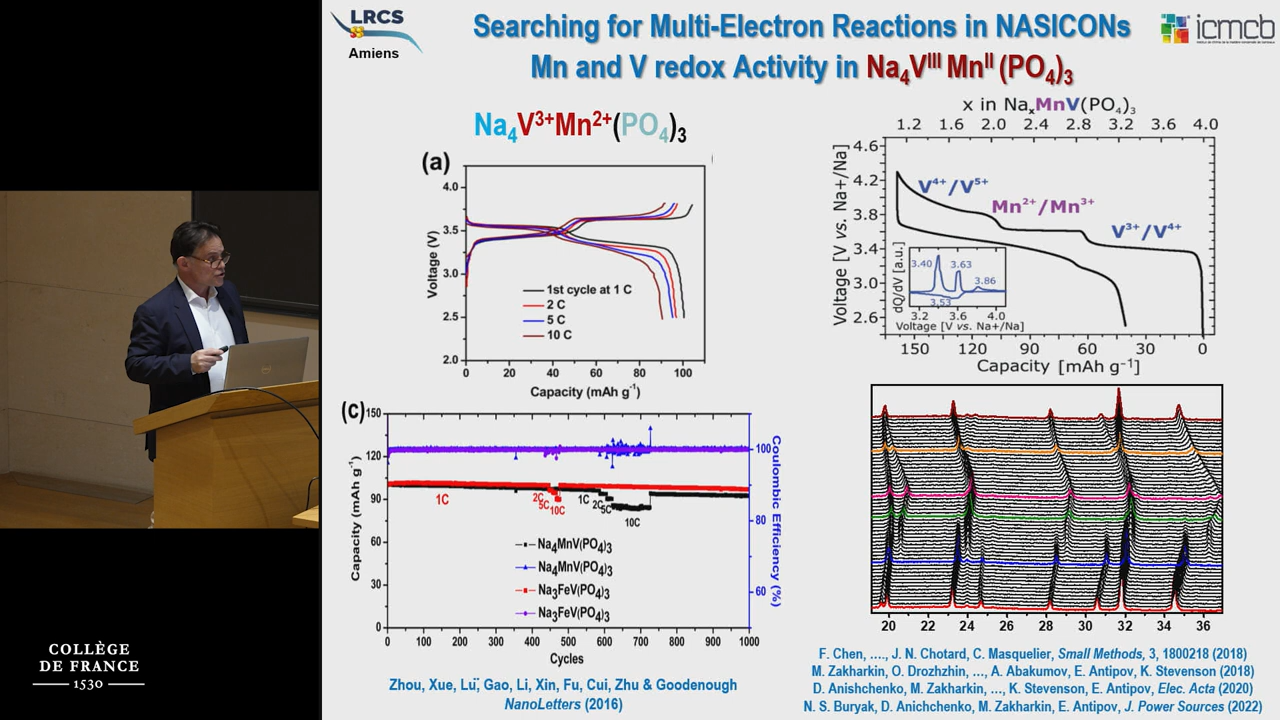 LRCS
Amiens
Searching for Multi-Electron Reactions in NASICONs
Mn and V redox Activity in Na₄Vᴵᴵᴵ Mnᴵᴵ (PO₄)₃
icmcb
Na₄V³⁺Mn²⁺(PO₄)₃
(a)
Voltage (V)
4.0
3.5
3.0
2.5
2.0
1st cycle at 1 C
2 C
5 C
10 C
0 20 40 60 80 100
Capacity (mAh g⁻¹)
x in NaₓMnV(PO₄)₃
1.2 1.6 2.0 2.4 2.8 3.2 3.6 4.0
Voltage [V vs. Na+/Na]
4.6
4.2
3.8
3.4
3.0
2.6
V⁴⁺/V⁵⁺
Mn²⁺/Mn³⁺
V³⁺/V⁴⁺
dQ/dV [a.u.]
3.40
3.63
3.86
3.53
3.2 3.6 4.0
Voltage [V vs. Na+/Na]
150 120 90 60 30 0
Capacity [mAh g⁻¹]
(c)
Capacity (mAh g⁻¹)
150
120
90
60
30
0
1C
2C
5C
10C
1C
2C
5C
10C
Na₄MnV(PO₄)₃
Na₄MnV(PO₄)₃
Na₃FeV(PO₄)₃
Na₃FeV(PO₄)₃
100
80
60
Coulombic Efficiency (%)
0 100 200 300 400 500 600 700 800 900 1000
Cycles
20 22 24 26 28 30 32 34 36
Zhou, Xue, Lü, Gao, Li, Xin, Fu, Cui, Zhu & Goodenough
NanoLetters (2016)
F. Chen, ...., J. N. Chotard, C. Masquelier, Small Methods, 3, 1800218 (2018)
M. Zakharkin, O. Drozhzhin, ..., A. Abakumov, E. Antipov, K. Stevenson (2018)
D. Anishchenko, M. Zakharkin, ..., K. Stevenson, E. Antipov, Elec. Acta (2020)
N. S. Buryak, D. Anichchenko, M. Zakharkin, E. Antipov, J. Power Sources (2022)
COLLÈGE
DE FRANCE
1530